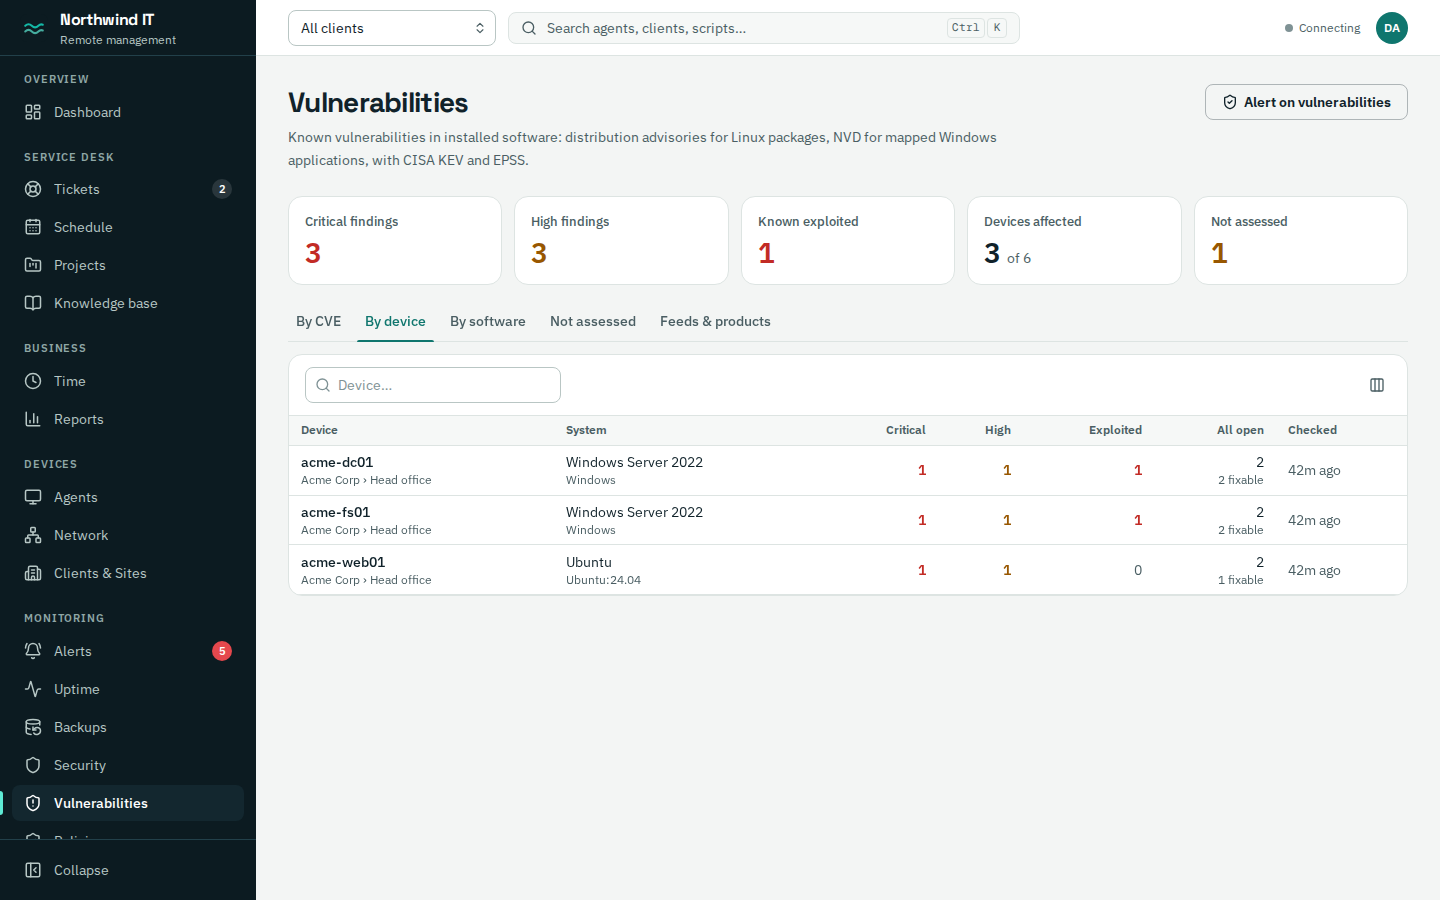 Northwind IT
Remote management
OVERVIEW
Dashboard
SERVICE DESK
Tickets 2
Schedule
Projects
Knowledge base
BUSINESS
Time
Reports
DEVICES
Agents
Network
Clients & Sites
MONITORING
Alerts 5
Uptime
Backups
Security
Vulnerabilities
Collapse
All clients
Search agents, clients, scripts... Ctrl K
Connecting DA
Vulnerabilities
Alert on vulnerabilities
Known vulnerabilities in installed software: distribution advisories for Linux packages, NVD for mapped Windows
applications, with CISA KEV and EPSS.
Critical findings
3
High findings
3
Known exploited
1
Devices affected
3 of 6
Not assessed
1
By CVE By device By software Not assessed Feeds & products
Device...
Device System Critical High Exploited All open Checked
acme-dc01 Windows Server 2022 1 1 1 2 42m ago
Acme Corp › Head office Windows 2 fixable
acme-fs01 Windows Server 2022 1 1 1 2 42m ago
Acme Corp › Head office Windows 2 fixable
acme-web01 Ubuntu 1 1 0 2 42m ago
Acme Corp › Head office Ubuntu:24.04 1 fixable